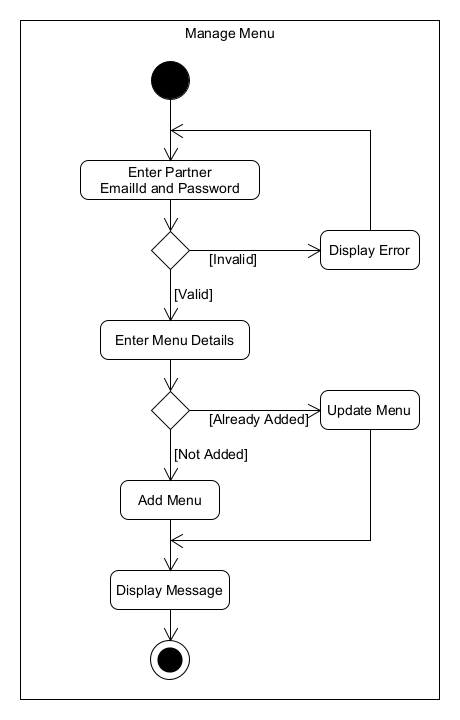 Manage Menu
Enter Partner
EmailId and Password
[Invalid]
Display Error
[Valid]
Enter Menu Details
[Already Added]
Update Menu
[Not Added]
Add Menu
Display Message